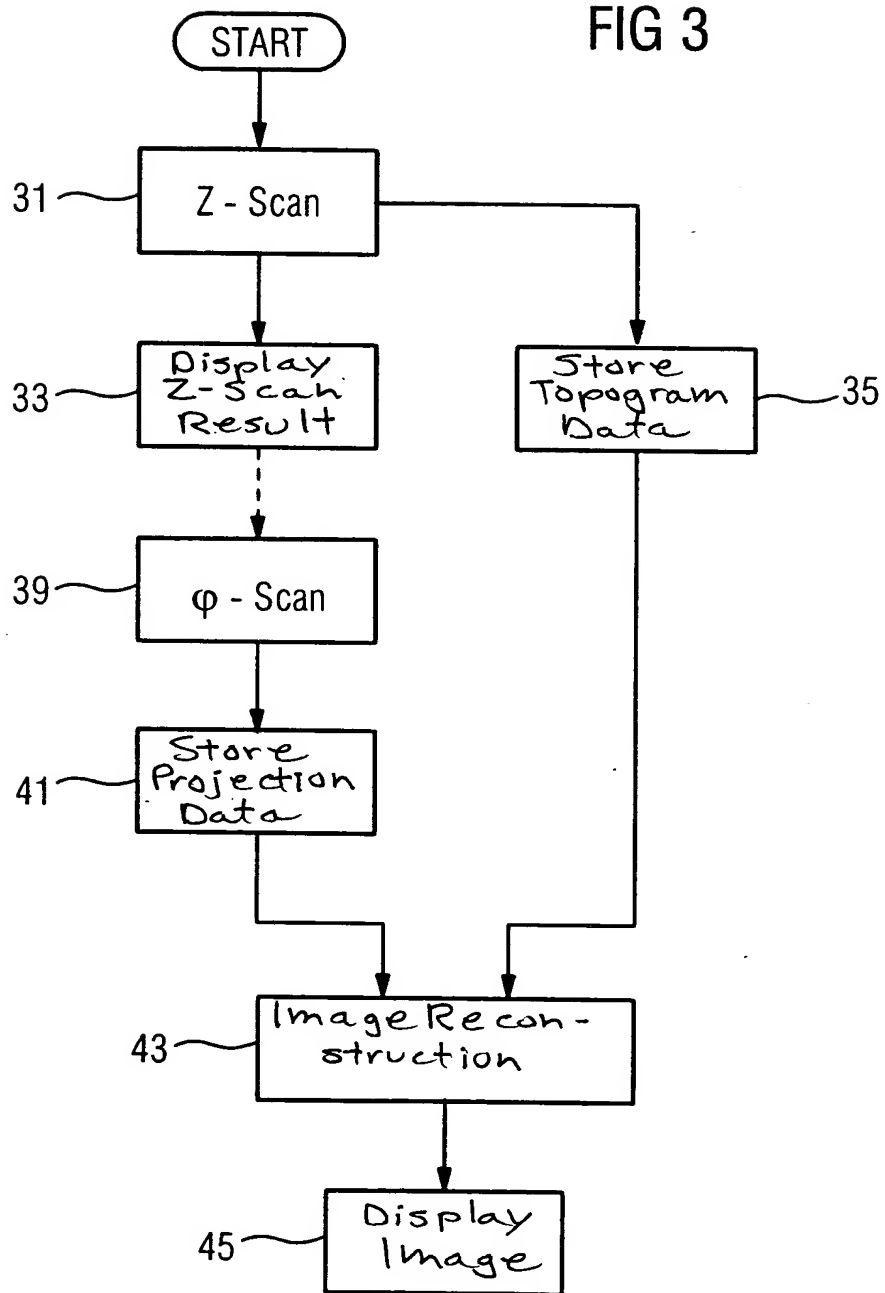 FIG 3
START
31
Z - Scan
33
Display
Z-Scan
Result
Store
Topogram
Data
35
39
φ - Scan
41
Store
Projection
Data
43
Image Recon-
struction
45
Display
Image